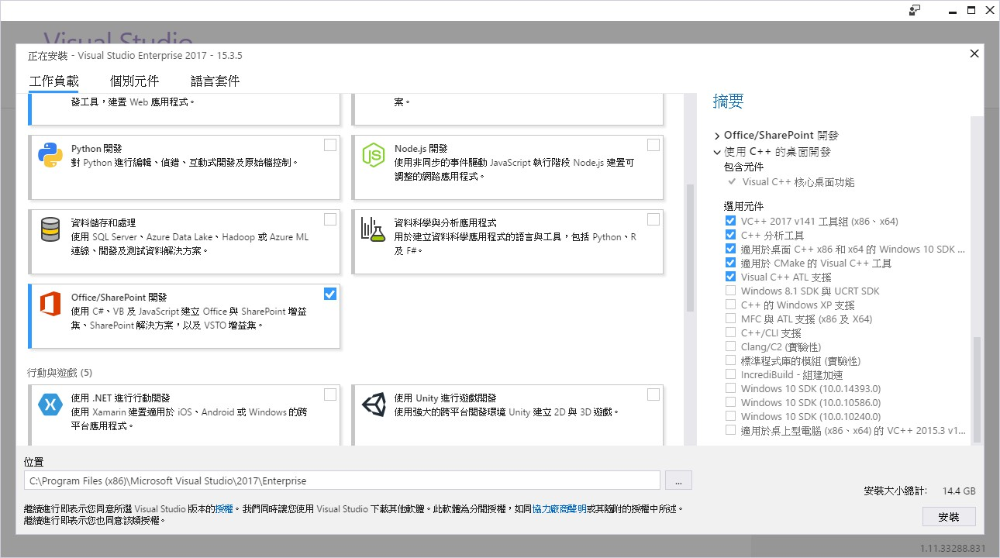 Visual Studio
正在安裝 - Visual Studio Enterprise 2017 - 15.3.5
工作負載 個別元件 語言套件
發工具，建置 Web 應用程式。
案。
Python 開發
對 Python 進行編輯、偵錯、互動式開發及原始檔控制。
Node.js 開發
使用非同步的事件驅動 JavaScript 執行階段 Node.js 建置可
調整的網路應用程式。
資料儲存和處理
使用 SQL Server、Azure Data Lake、Hadoop 或 Azure ML
連線、開發及測試資料解決方案。
資料科學與分析應用程式
用於建立資料科學應用程式的語言與工具，包括 Python、R
及 F#。
Office/SharePoint 開發
使用 C#、VB 及 JavaScript 建立 Office 與 SharePoint 增益
集、SharePoint 解決方案，以及 VSTO 增益集。
行動與遊戲 (5)
使用 .NET 進行行動開發
使用 Xamarin 建置適用於 iOS、Android 或 Windows 的跨
平台應用程式。
使用 Unity 進行遊戲開發
使用強大的跨平台開發環境 Unity 建立 2D 與 3D 遊戲。
摘要
Office/SharePoint 開發
使用 C++ 的桌面開發
包含元件
Visual C++ 核心桌面功能
選用元件
VC++ 2017 v141 工具組 (x86、x64)
C++ 分析工具
適用於桌面 C++ x86 和 x64 的 Windows 10 SDK ...
適用於 CMake 的 Visual C++ 工具
Visual C++ ATL 支援
Windows 8.1 SDK 與 UCRT SDK
C++ 的 Windows XP 支援
MFC 與 ATL 支援 (x86 及 X64)
C++/CLI 支援
Clang/C2 (實驗性)
標準程式庫的模組 (實驗性)
IncrediBuild - 組建加速
Windows 10 SDK (10.0.14393.0)
Windows 10 SDK (10.0.10586.0)
Windows 10 SDK (10.0.10240.0)
適用於桌上型電腦 (x86、x64) 的 VC++ 2015.3 v1...
位置
C:\Program Files (x86)\Microsoft Visual Studio\2017\Enterprise
...
安裝大小總計: 14.4 GB
繼續進行即表示您同意所選 Visual Studio 版本的授權。我們同時讓您使用 Visual Studio 下載其他軟體。此軟體為分開授權，如同協力廠商聲明或其隨附的授權中所述。
繼續進行即表示您也同意該類授權。
安裝
1.11.33288.831